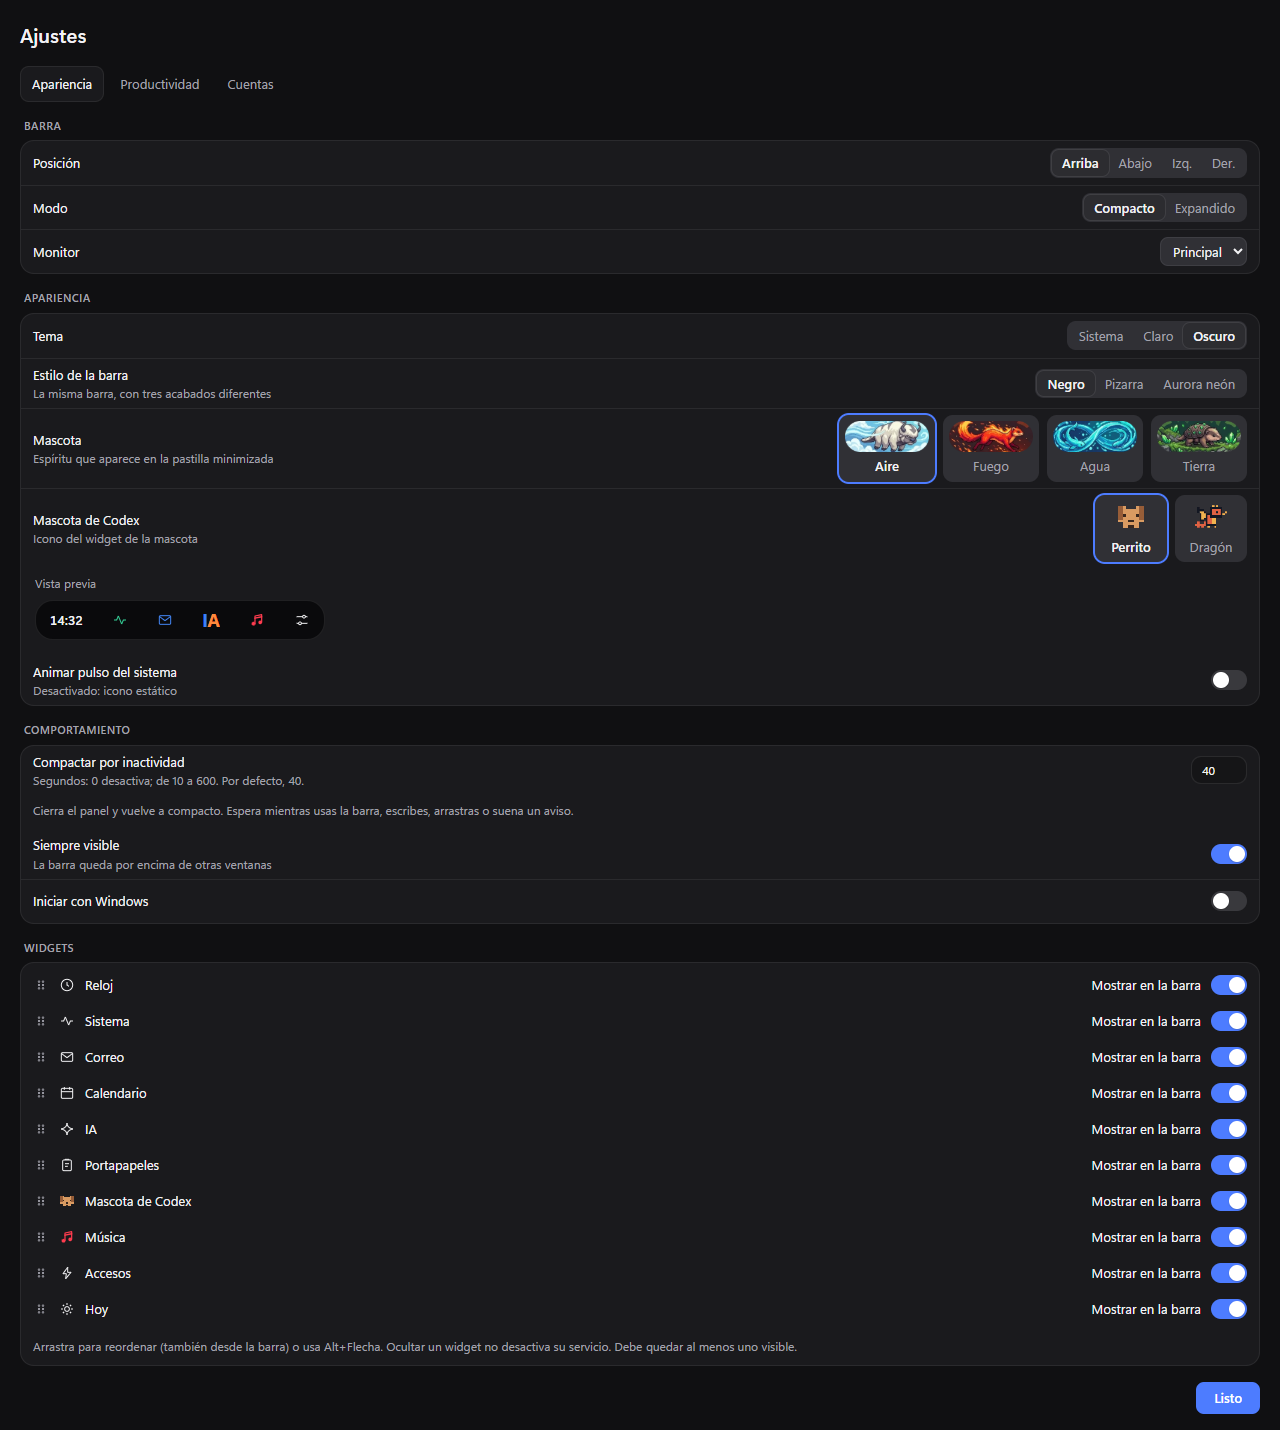 Ajustes
Apariencia Productividad Cuentas
BARRA
Posición Arriba Abajo Izq. Der.
Modo Compacto Expandido
Monitor Principal
APARIENCIA
Tema Sistema Claro Oscuro
Estilo de la barra
La misma barra, con tres acabados diferentes
Negro Pizarra Aurora neón
Mascota
Espíritu que aparece en la pastilla minimizada
Aire Fuego Agua Tierra
Mascota de Codex
Icono del widget de la mascota
Perrito Dragón
Vista previa
14:32 IA
Animar pulso del sistema
Desactivado: icono estático
COMPORTAMIENTO
Compactar por inactividad
Segundos: 0 desactiva; de 10 a 600. Por defecto, 40.
40
Cierra el panel y vuelve a compacto. Espera mientras usas la barra, escribes, arrastras o suena un aviso.
Siempre visible
La barra queda por encima de otras ventanas
Iniciar con Windows
WIDGETS
Reloj Mostrar en la barra
Sistema Mostrar en la barra
Correo Mostrar en la barra
Calendario Mostrar en la barra
IA Mostrar en la barra
Portapapeles Mostrar en la barra
Mascota de Codex Mostrar en la barra
Música Mostrar en la barra
Accesos Mostrar en la barra
Hoy Mostrar en la barra
Arrastra para reordenar (también desde la barra) o usa Alt+Flecha. Ocultar un widget no desactiva su servicio. Debe quedar al menos uno visible.
Listo